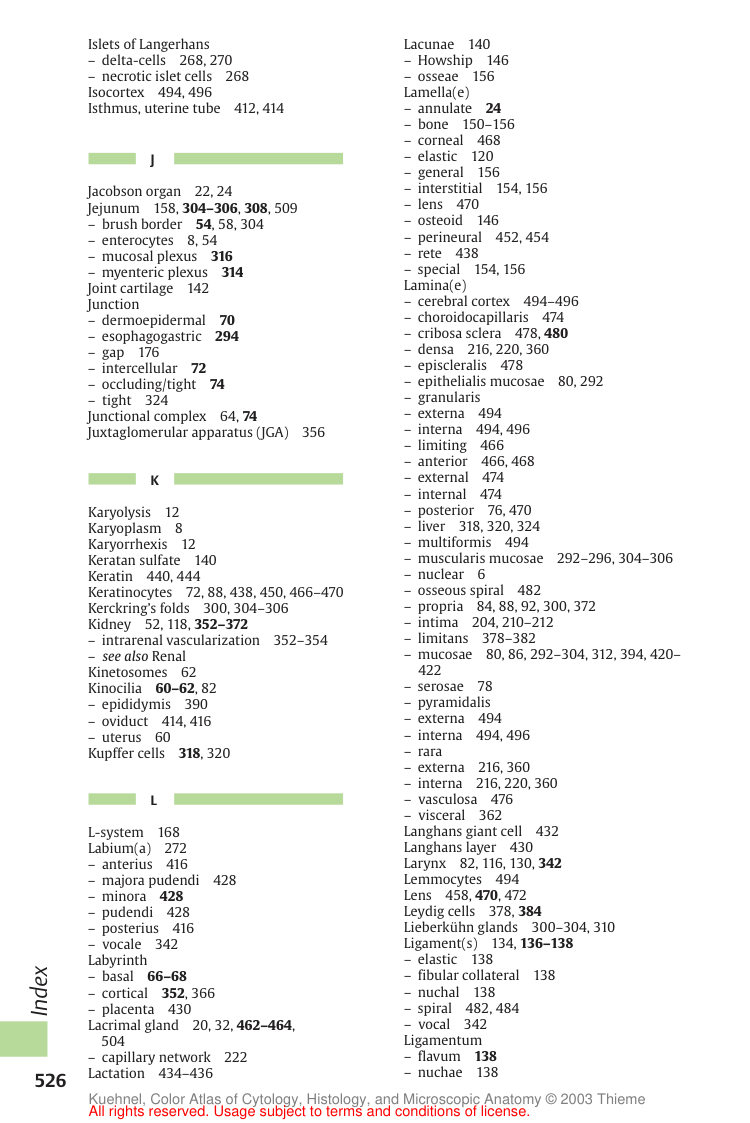 Islets of Langerhans
– delta-cells 268, 270
– necrotic islet cells 268
Isocortex 494, 496
Isthmus, uterine tube 412, 414
J
Jacobson organ 22, 24
Jejunum 158, 304–306, 308, 509
– brush border 54, 58, 304
– enterocytes 8, 54
– mucosal plexus 316
– myenteric plexus 314
Joint cartilage 142
Junction
– dermoepidermal 70
– esophagogastric 294
– gap 176
– intercellular 72
– occluding/tight 74
– tight 324
Junctional complex 64, 74
Juxtaglomerular apparatus (JGA) 356
K
Karyolysis 12
Karyoplasm 8
Karyorrhexis 12
Keratan sulfate 140
Keratin 440, 444
Keratinocytes 72, 88, 438, 450, 466–470
Kerckring's folds 300, 304–306
Kidney 52, 118, 352–372
– intrarenal vascularization 352–354
– see also Renal
Kinetosomes 62
Kinocilia 60–62, 82
– epididymis 390
– oviduct 414, 416
– uterus 60
Kupffer cells 318, 320
L
L-system 168
Labium(a) 272
– anterius 416
– majora pudendi 428
– minora 428
– pudendi 428
– posterius 416
– vocale 342
Labyrinth
– basal 66–68
– cortical 352, 366
– placenta 430
Lacrimal gland 20, 32, 462–464,
504
– capillary network 222
Lactation 434–436
Lacunae 140
– Howship 146
– osseae 156
Lamella(e)
– annulate 24
– bone 150–156
– corneal 468
– elastic 120
– general 156
– interstitial 154, 156
– lens 470
– osteoid 146
– perineural 452, 454
– rete 438
– special 154, 156
Lamina(e)
– cerebral cortex 494–496
– choroidocapillaris 474
– cribosa sclera 478, 480
– densa 216, 220, 360
– episcleralis 478
– epithelialis mucosae 80, 292
– granularis
– externa 494
– interna 494, 496
– limiting 466
– anterior 466, 468
– external 474
– internal 474
– posterior 76, 470
– liver 318, 320, 324
– multiformis 494
– muscularis mucosae 292–296, 304–306
– nuclear 6
– osseous spiral 482
– propria 84, 88, 92, 300, 372
– intima 204, 210–212
– limitans 378–382
– mucosae 80, 86, 292–304, 312, 394, 420–
422
– serosae 78
– pyramidalis
– externa 494
– interna 494, 496
– rara
– externa 216, 360
– interna 216, 220, 360
– vasculosa 476
– visceral 362
Langhans giant cell 432
Langhans layer 430
Larynx 82, 116, 130, 342
Lemmocytes 494
Lens 458, 470, 472
Leydig cells 378, 384
Lieberkühn glands 300–304, 310
Ligament(s) 134, 136–138
– elastic 138
– fibular collateral 138
– nuchal 138
– spiral 482, 484
– vocal 342
Ligamentum
– flavum 138
– nuchae 138
Index
526
Kuehnel, Color Atlas of Cytology, Histology, and Microscopic Anatomy © 2003 Thieme
All rights reserved. Usage subject to terms and conditions of license.